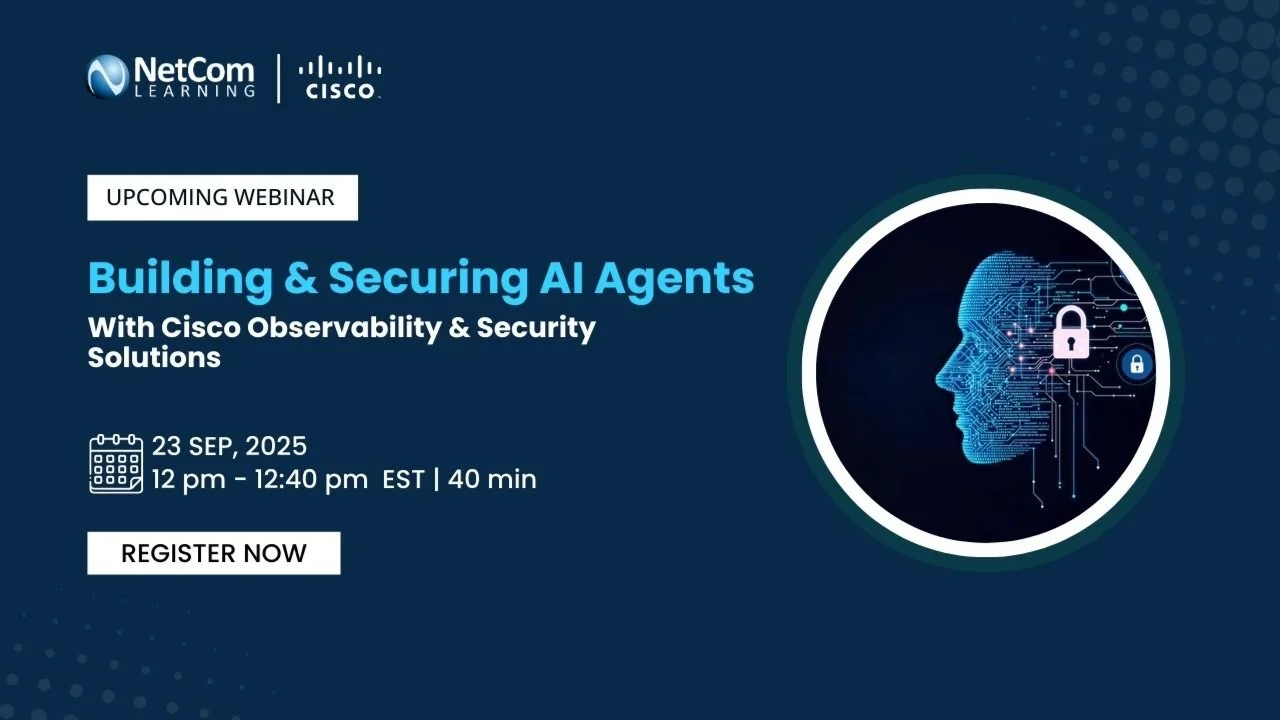 NetCom
LEARNING
CISCO
UPCOMING WEBINAR
Building & Securing AI Agents
With Cisco Observability & Security
Solutions
23 SEP, 2025
12 pm - 12:40 pm EST | 40 min
REGISTER NOW